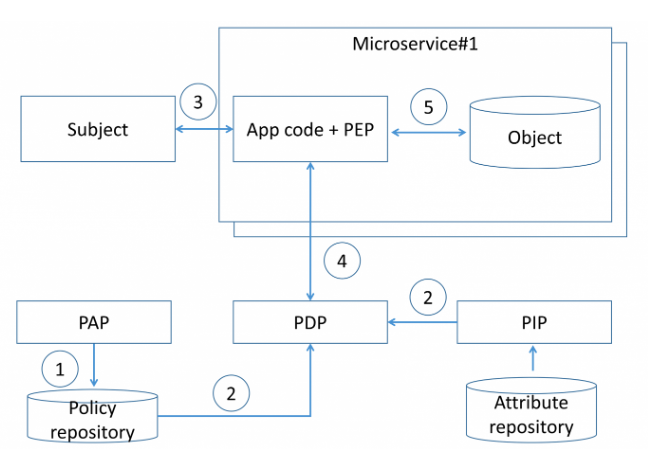 Microservice#1
3
5
Subject
App code + PEP
Object
4
2
PAP
PDP
PIP
1
2
Policy
repository
Attribute
repository